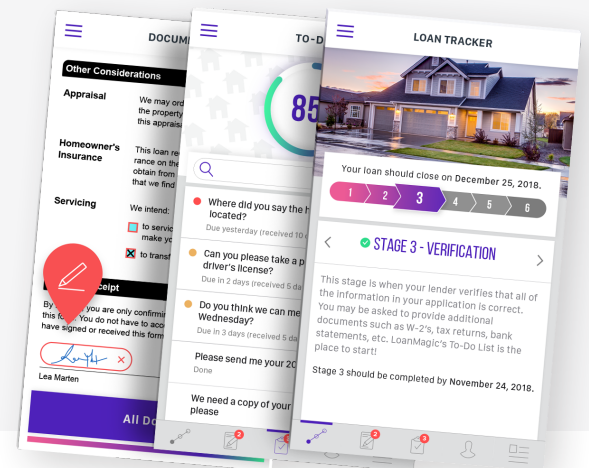 DOCUM
Other Considerations
Appraisal
We may ord
the property
this apprais
Homeowner's
Insurance
This loan re
rance on the
obtain from
that we find
Servicing
We intend:
to servic
make yo
to transf
ceipt
By you are only confirmin
this fo You do not have to acce
have signed or received this form
Lea Marten
All Do
TO-D
85
Where did you say the h
located?
Due yesterday (received 10
Can you please take a p
driver's license?
Due in 2 days (received 5 da
Do you think we can me
Wednesday?
Due in 3 days (received 5 da
Please send me your 20
Done
We need a copy of your
please
2
LOAN TRACKER
Your loan should close on December 25, 2018.
1 2 3 4 5 6
STAGE 3 - VERIFICATION
This stage is when your lender verifies that all of
the information in your application is correct.
You may be asked to provide additional
documents such as W-2's, tax returns, bank
statements, etc. LoanMagic's To-Do List is the
place to start!
Stage 3 should be completed by November 24, 2018.
2 3